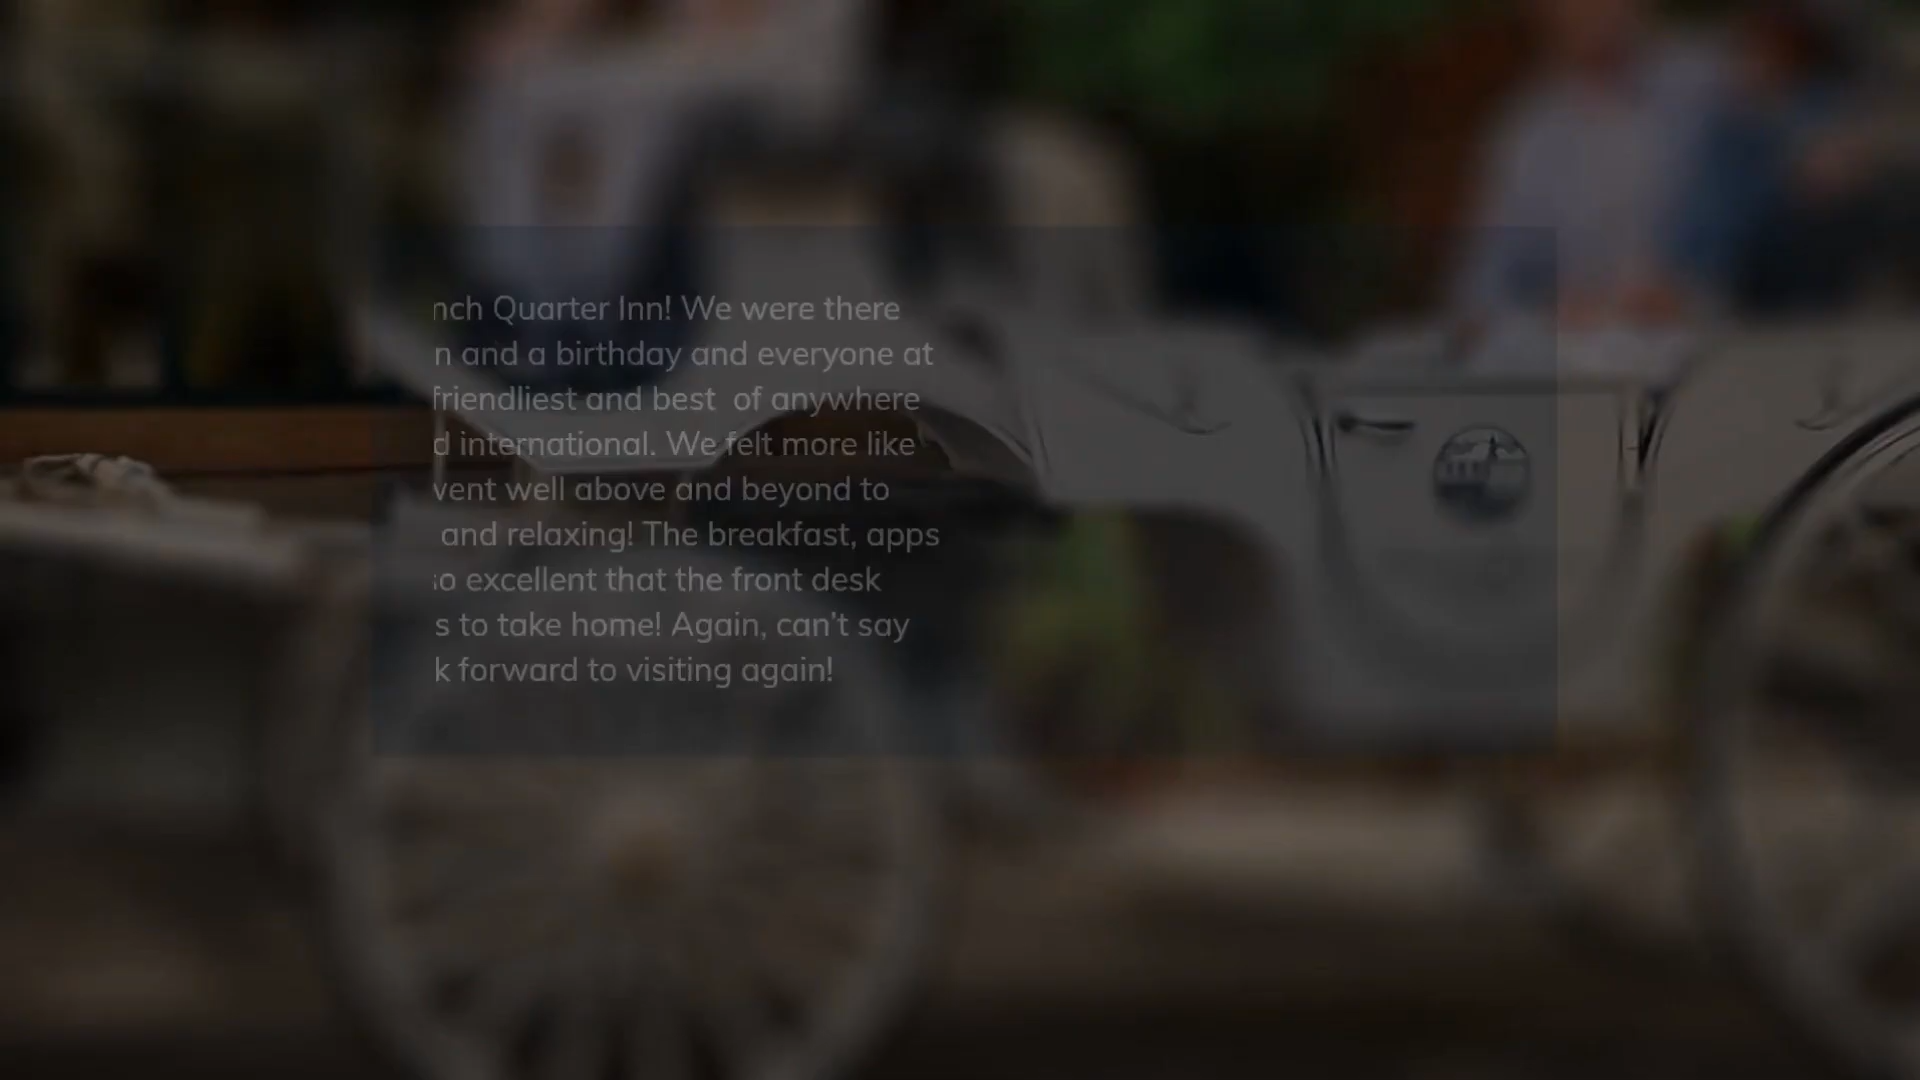 Quarter Inn! We were there
and a birthday and everyone at
friendliest and best of anywhere
international. We felt more like
well above and beyond to
and relaxing! The breakfast, apps
excellent that the front desk
to take home! Again, can't say
forward to visiting again!